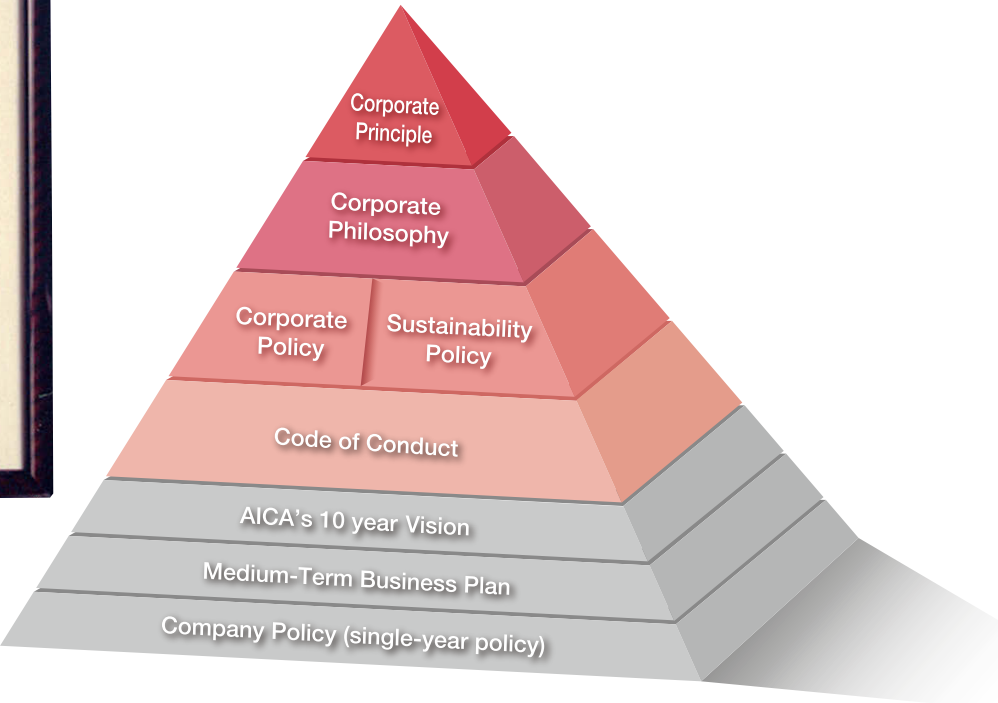 Corporate
Principle
Corporate
Philosophy
Corporate
Policy
Sustainability
Policy
Code of Conduct
AICA's 10 year Vision
Medium-Term Business Plan
Company Policy (single-year policy)